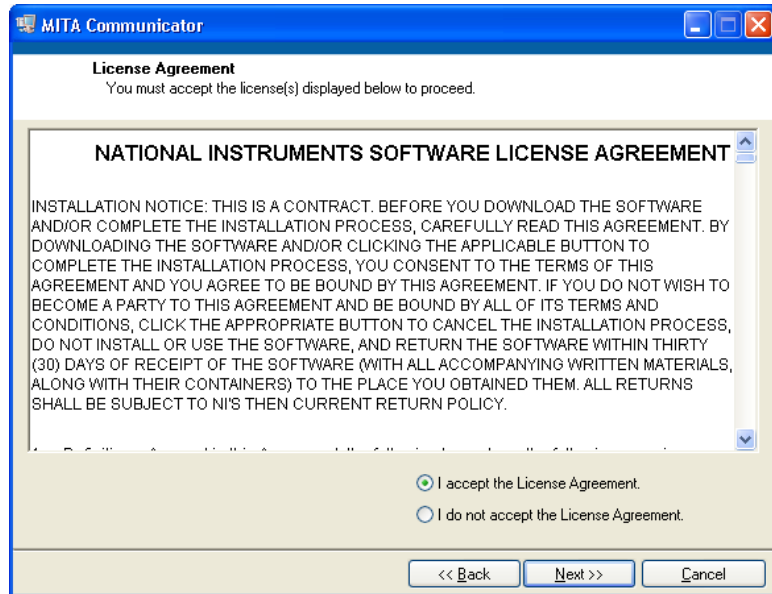 MITA Communicator
License Agreement
You must accept the license(s) displayed below to proceed.
NATIONAL INSTRUMENTS SOFTWARE LICENSE AGREEMENT
INSTALLATION NOTICE: THIS IS A CONTRACT. BEFORE YOU DOWNLOAD THE SOFTWARE
AND/OR COMPLETE THE INSTALLATION PROCESS, CAREFULLY READ THIS AGREEMENT. BY
DOWNLOADING THE SOFTWARE AND/OR CLICKING THE APPLICABLE BUTTON TO
COMPLETE THE INSTALLATION PROCESS, YOU CONSENT TO THE TERMS OF THIS
AGREEMENT AND YOU AGREE TO BE BOUND BY THIS AGREEMENT. IF YOU DO NOT WISH TO
BECOME A PARTY TO THIS AGREEMENT AND BE BOUND BY ALL OF ITS TERMS AND
CONDITIONS, CLICK THE APPROPRIATE BUTTON TO CANCEL THE INSTALLATION PROCESS,
DO NOT INSTALL OR USE THE SOFTWARE, AND RETURN THE SOFTWARE WITHIN THIRTY
(30) DAYS OF RECEIPT OF THE SOFTWARE (WITH ALL ACCOMPANYING WRITTEN MATERIALS,
ALONG WITH THEIR CONTAINERS) TO THE PLACE YOU OBTAINED THEM. ALL RETURNS
SHALL BE SUBJECT TO NI'S THEN CURRENT RETURN POLICY.
I accept the License Agreement.
I do not accept the License Agreement.
<< Back
Next >>
Cancel